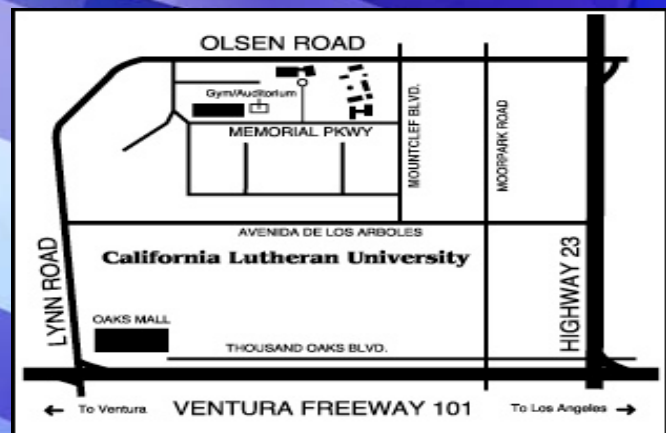 OLSEN ROAD
Gym/Auditorium
MEMORIAL PKWY
MOUNTCLEF BLVD.
MOORPARK ROAD
AVENIDA DE LOS ARBOLES
California Lutheran University
LYNN ROAD
HIGHWAY 23
OAKS MALL
THOUSAND OAKS BLVD.
← To Ventura VENTURA FREEWAY 101 To Los Angeles →